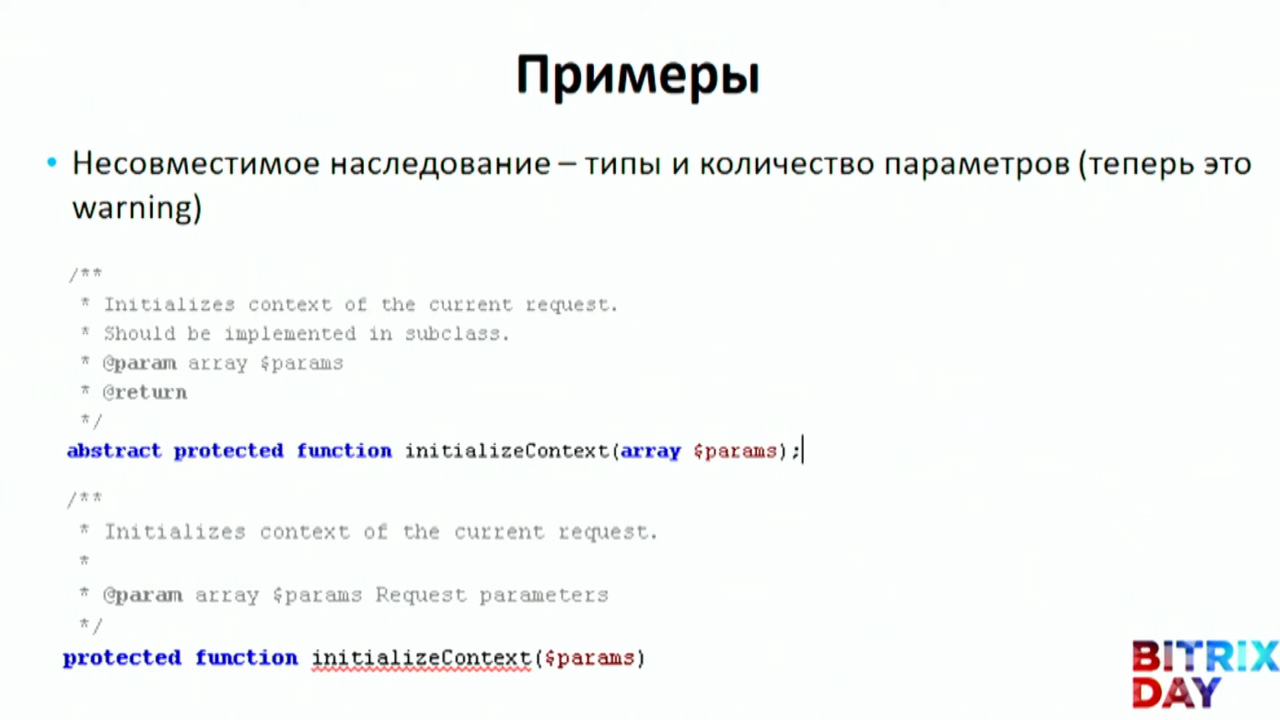 Примеры
• Несовместимое наследование – типы и количество параметров (теперь это
warning)
/**
* Initializes context of the current request.
* Should be implemented in subclass.
* @param array $params
* @return
*/
abstract protected function initializeContext(array $params);
/**
* Initializes context of the current request.
*
* @param array $params Request parameters
*/
protected function initializeContext($params)
BITRIX
DAY